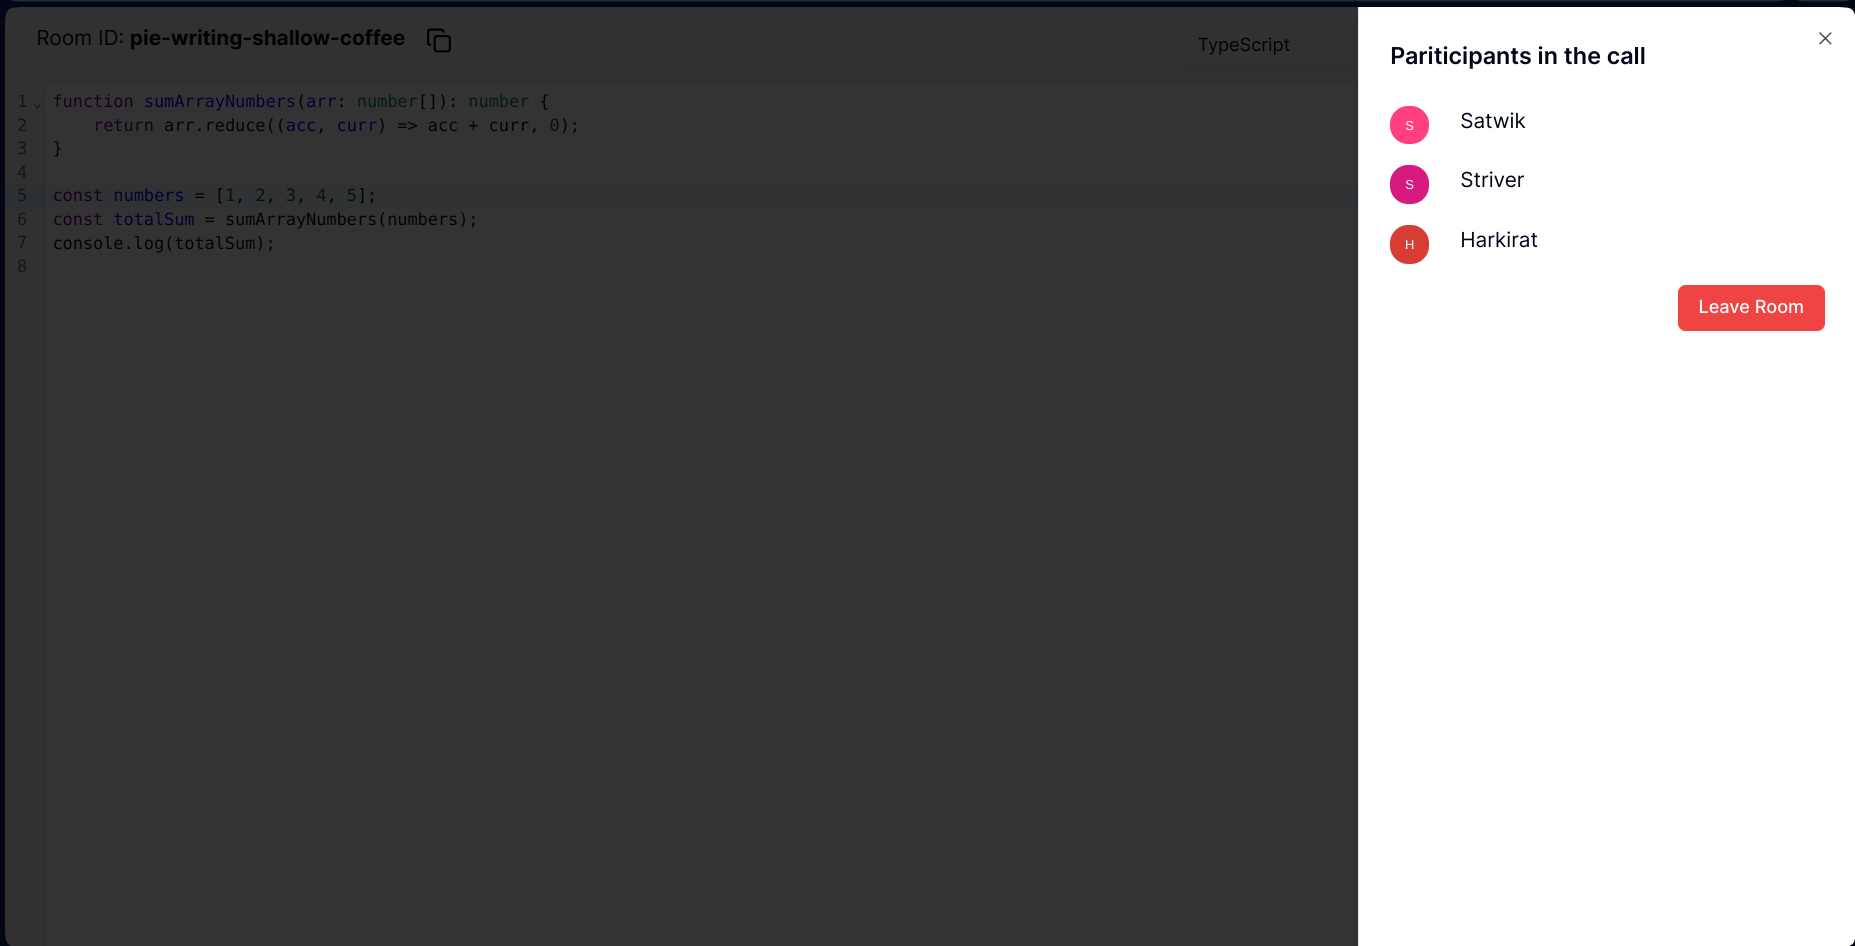 Room ID: pie-writing-shallow-coffee
TypeScript
1 function sumArrayNumbers(arr: number[]): number {
2     return arr.reduce((acc, curr) => acc + curr, 0);
3 }
4
5 const numbers = [1, 2, 3, 4, 5];
6 const totalSum = sumArrayNumbers(numbers);
7 console.log(totalSum);
8
Pariticipants in the call
S Satwik
S Striver
H Harkirat
Leave Room